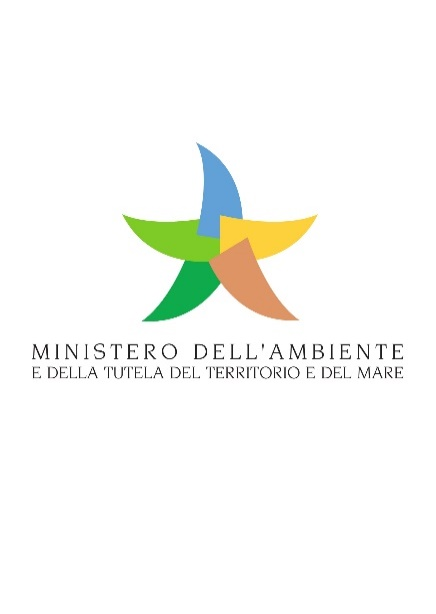 MINISTERO DELL'AMBIENTE
E DELLA TUTELA DEL TERRITORIO E DEL MARE